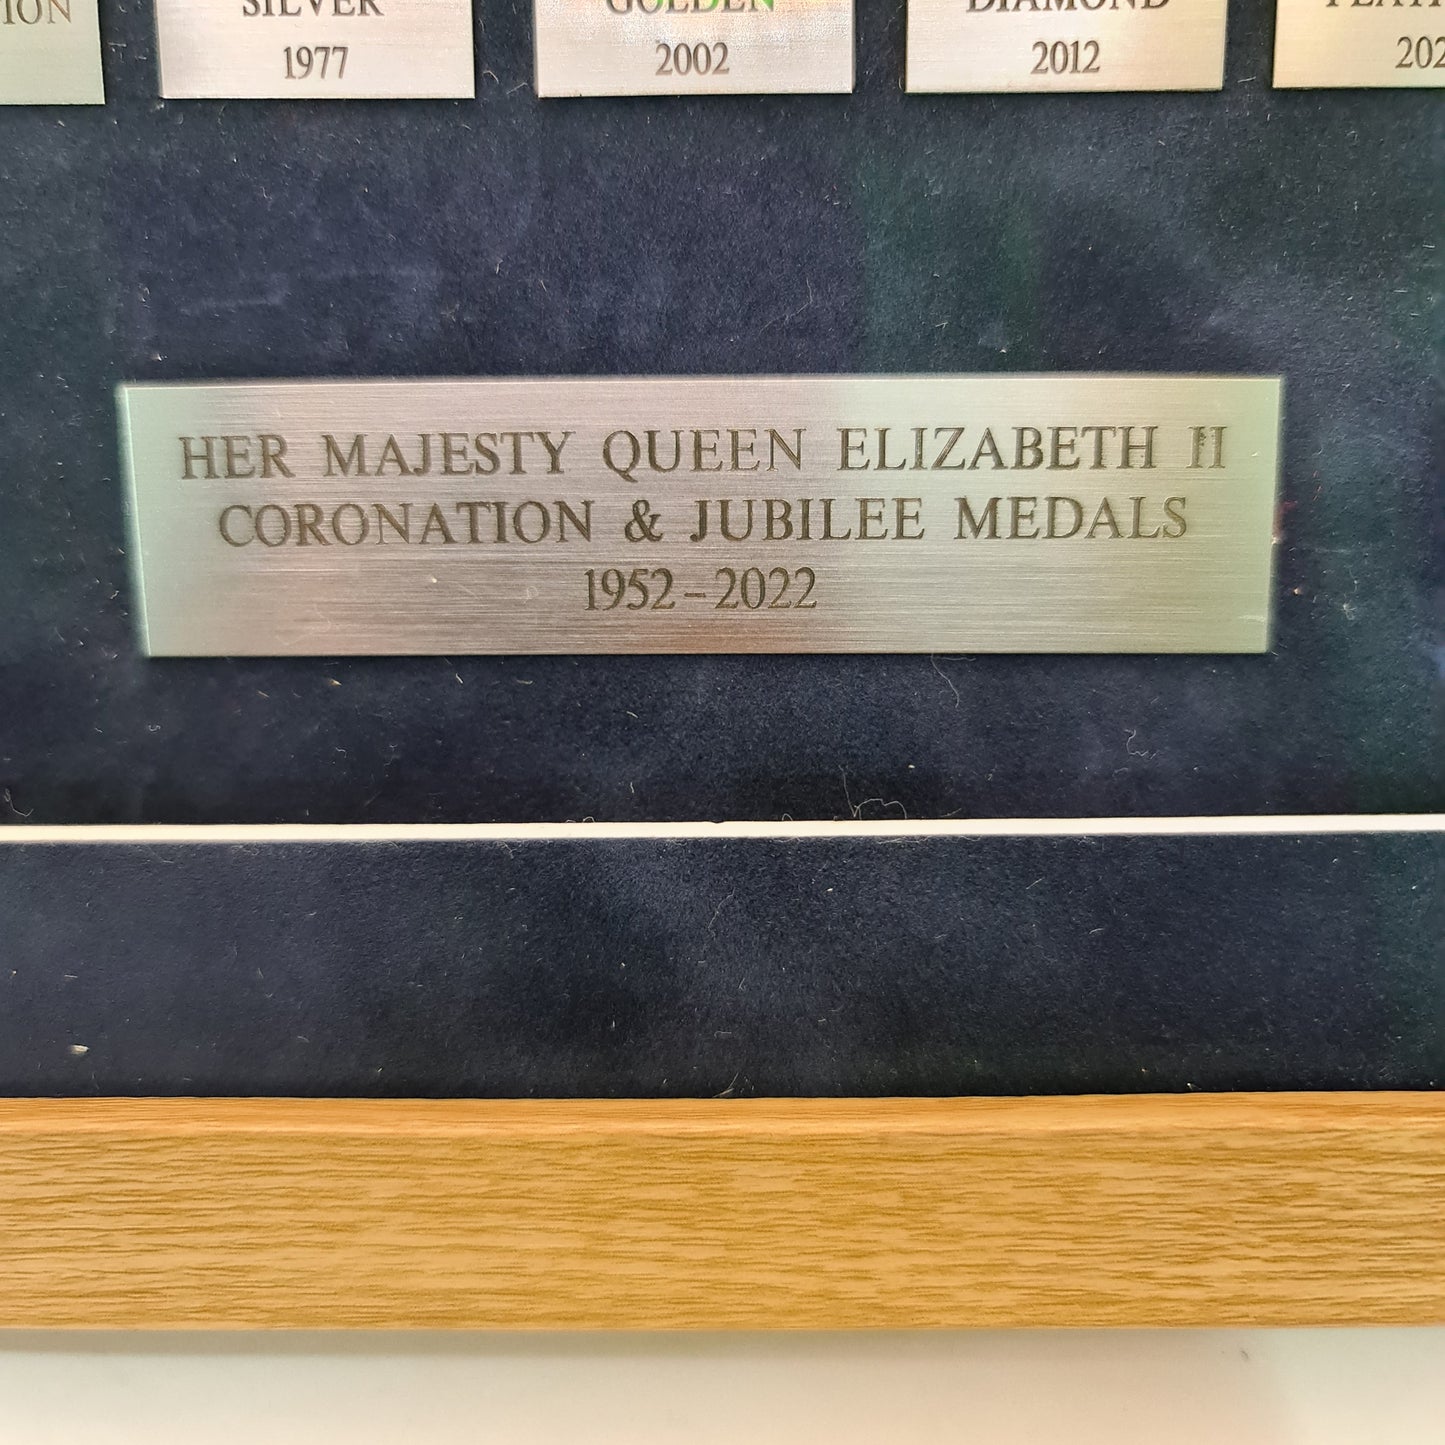 SILVER
1977
GOLDEN
2002
DIAMOND
2012
HER MAJESTY QUEEN ELIZABETH II
CORONATION & JUBILEE MEDALS
1952-2022